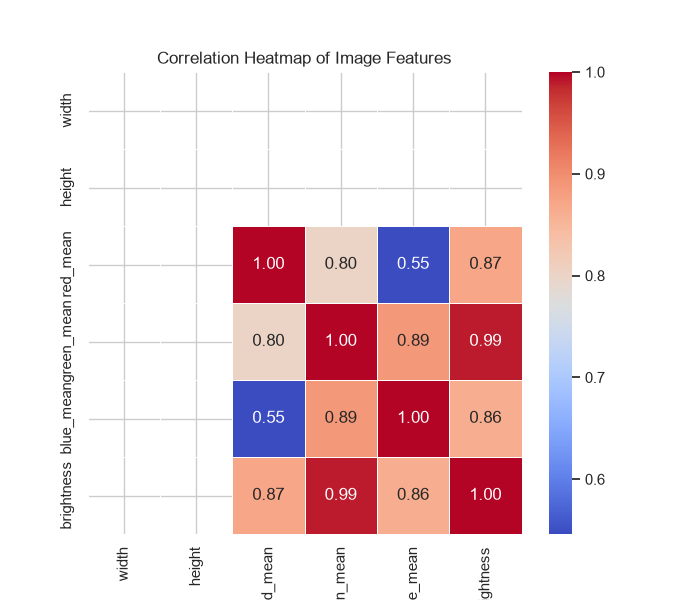 Correlation Heatmap of Image Features
width
height
red_mean
green_mean
blue_mean
brightness
1.00 0.80 0.55 0.87
0.80 1.00 0.89 0.99
0.55 0.89 1.00 0.86
0.87 0.99 0.86 1.00
width
height
d_mean
n_mean
e_mean
ghtness
1.0
0.9
0.8
0.7
0.6